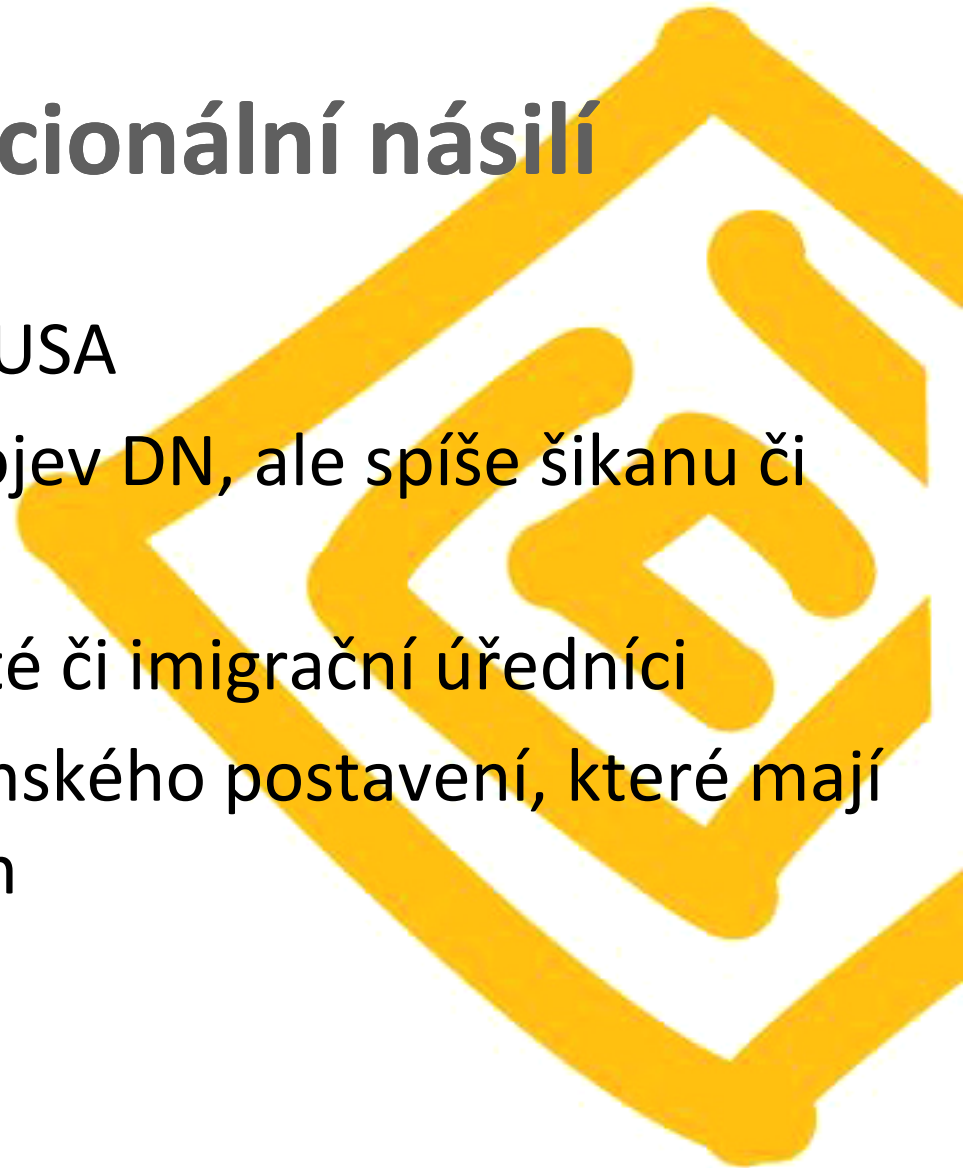 cionální násilí
USA
ojev DN, ale spíše šikanu či
té či imigrační úředníci
nského postavení, které mají
h